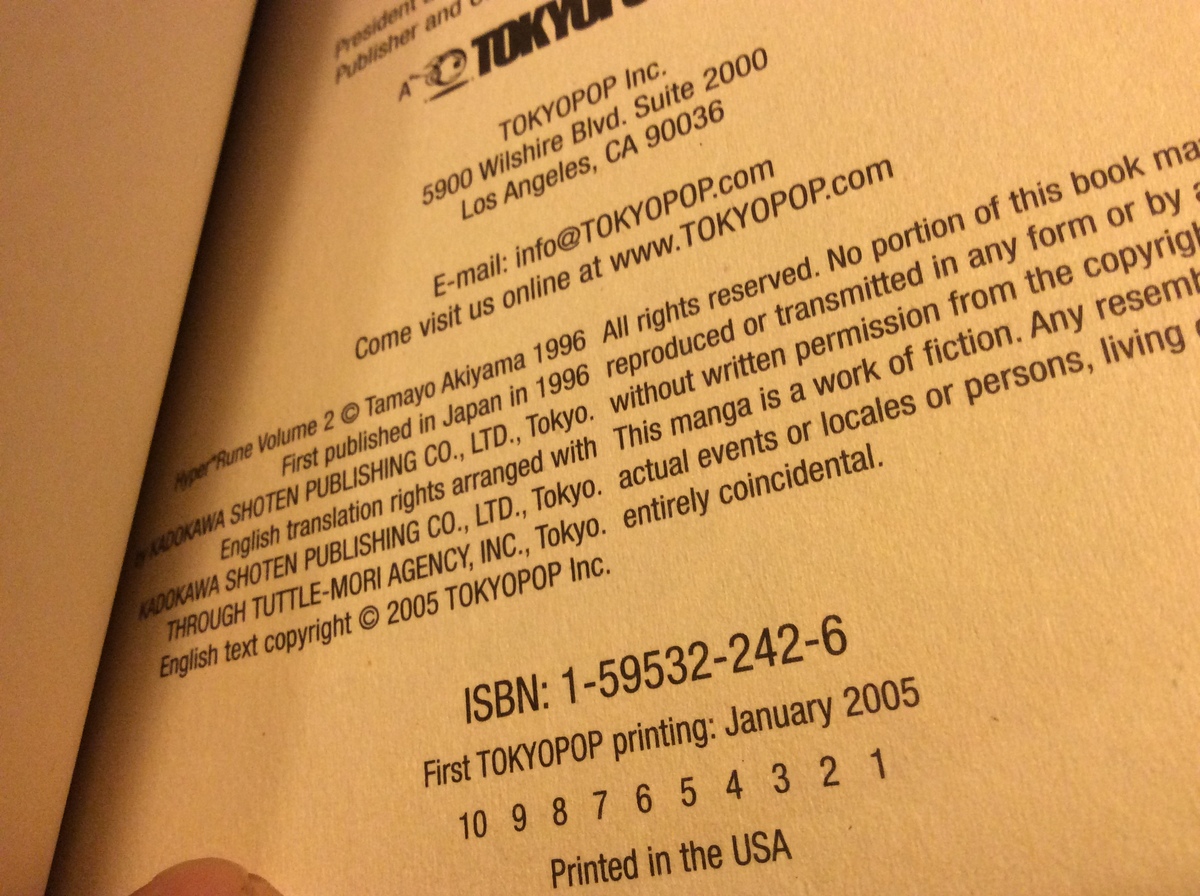 President
Publisher and
A TOKYOPOP
TOKYOPOP Inc.
5900 Wilshire Blvd. Suite 2000
Los Angeles, CA 90036
E-mail: info@TOKYOPOP.com
Come visit us online at www.TOKYOPOP.com
Hyper*Rune Volume 2 © Tamayo Akiyama 1996
First published in Japan in 1996
by KADOKAWA SHOTEN PUBLISHING CO., LTD., Tokyo.
English translation rights arranged with
KADOKAWA SHOTEN PUBLISHING CO., LTD., Tokyo.
THROUGH TUTTLE-MORI AGENCY, INC., Tokyo.
English text copyright © 2005 TOKYOPOP Inc.
All rights reserved. No portion of this book
reproduced or transmitted in any form or by
without written permission from the
This manga is a work of fiction. Any
actual events or locales or persons, living
entirely coincidental.
ISBN: 1-59532-242-6
First TOKYOPOP printing: January 2005
10 9 8 7 6 5 4 3 2 1
Printed in the USA